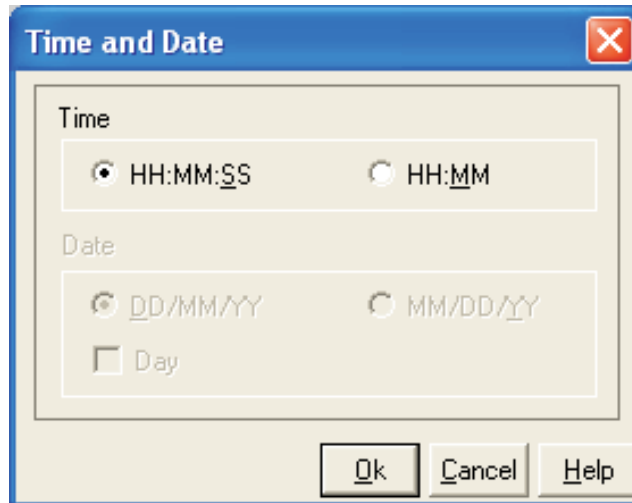 Time and Date
Time
HH:MM:SS HH:MM
Date
DD/MM/YY MM/DD/YY
Day
Ok Cancel Help